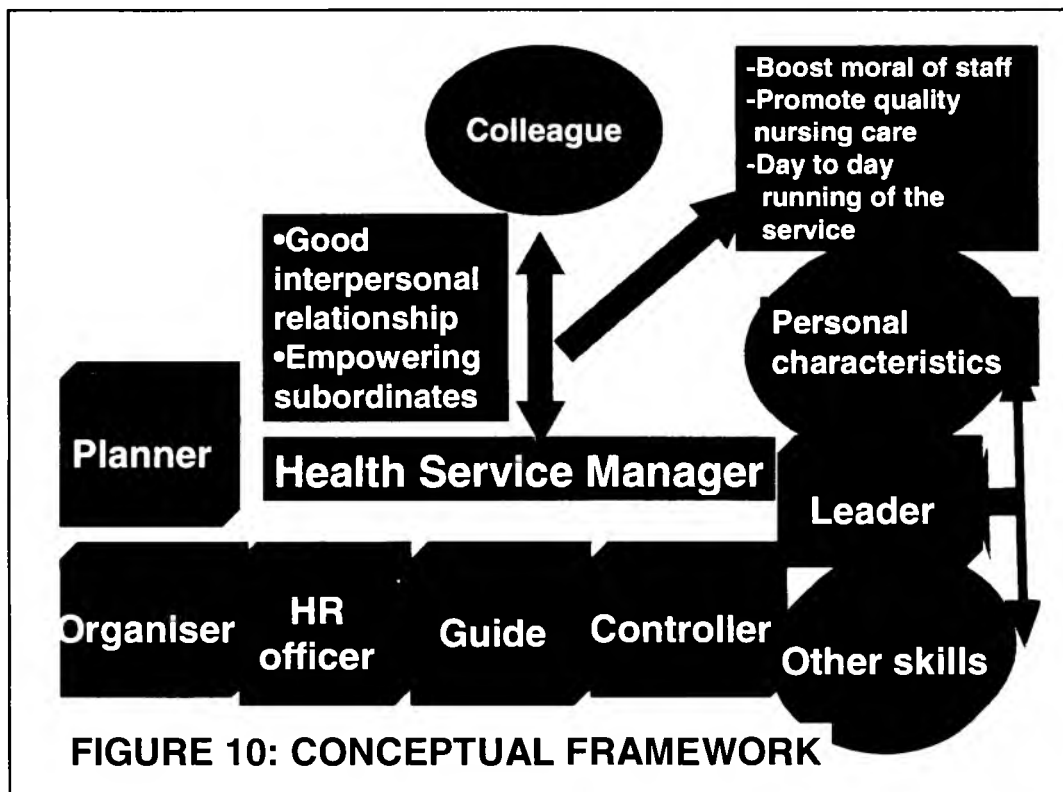 Colleague
-Boost moral of staff
-Promote quality
nursing care
-Day to day
running of the
service
•Good
interpersonal
relationship
•Empowering
subordinates
Personal
characteristics
Planner
Health Service Manager
Leader
Organiser
HR
officer
Guide
Controller
Other skills
FIGURE 10: CONCEPTUAL FRAMEWORK